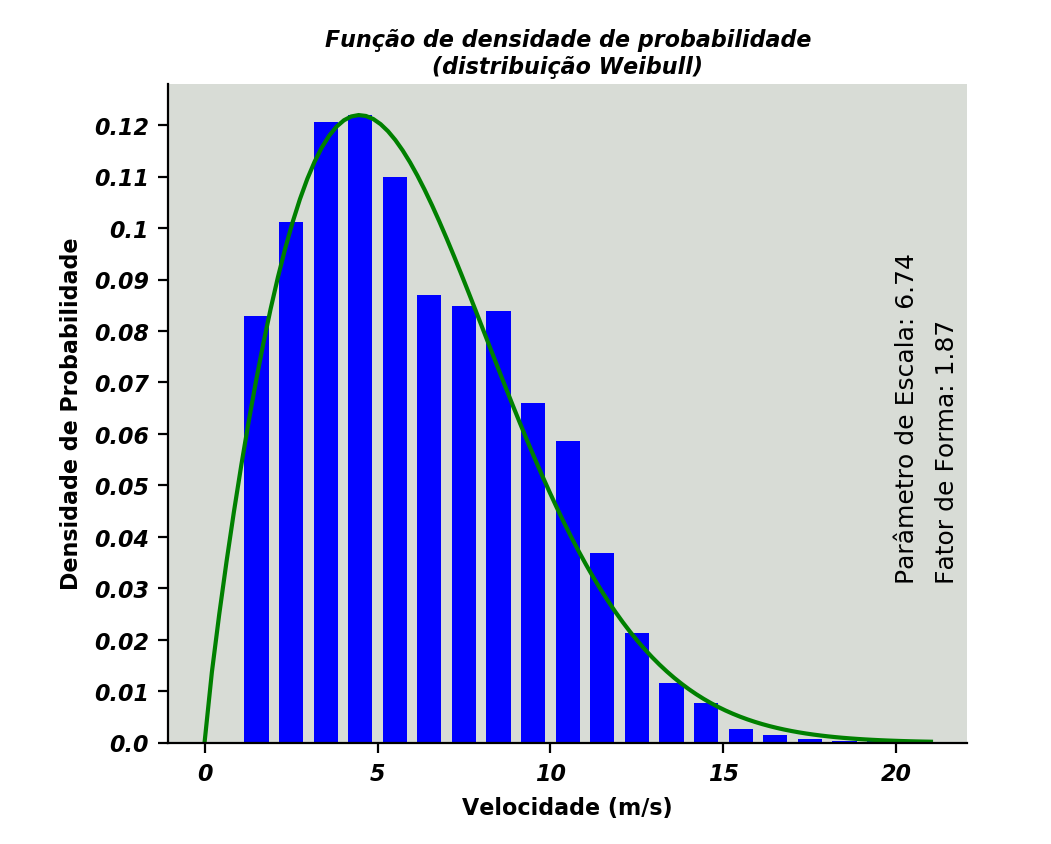 Função de densidade de probabilidade
(distribuição Weibull)
Densidade de Probabilidade
0.12
0.11
0.1
0.09
0.08
0.07
0.06
0.05
0.04
0.03
0.02
0.01
0.0
Parâmetro de Escala: 6.74
Fator de Forma: 1.87
0 5 10 15 20
Velocidade (m/s)